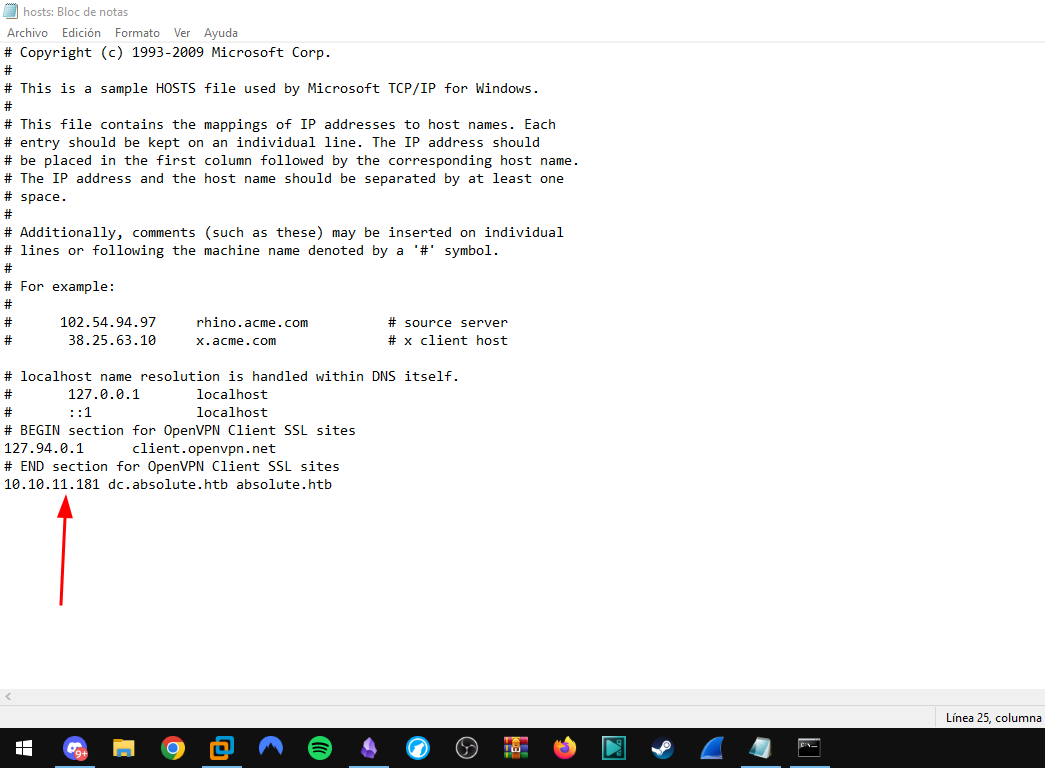 hosts: Bloc de notas
Archivo Edición Formato Ver Ayuda
# Copyright (c) 1993-2009 Microsoft Corp.
#
# This is a sample HOSTS file used by Microsoft TCP/IP for Windows.
#
# This file contains the mappings of IP addresses to host names. Each
# entry should be kept on an individual line. The IP address should
# be placed in the first column followed by the corresponding host name.
# The IP address and the host name should be separated by at least one
# space.
#
# Additionally, comments (such as these) may be inserted on individual
# lines or following the machine name denoted by a '#' symbol.
#
# For example:
#
#      102.54.94.97     rhino.acme.com          # source server
#       38.25.63.10     x.acme.com              # x client host

# localhost name resolution is handled within DNS itself.
#       127.0.0.1       localhost
#       ::1             localhost
# BEGIN section for OpenVPN Client SSL sites
127.94.0.1      client.openvpn.net
# END section for OpenVPN Client SSL sites
10.10.11.181 dc.absolute.htb absolute.htb
Línea 25, columna
9+